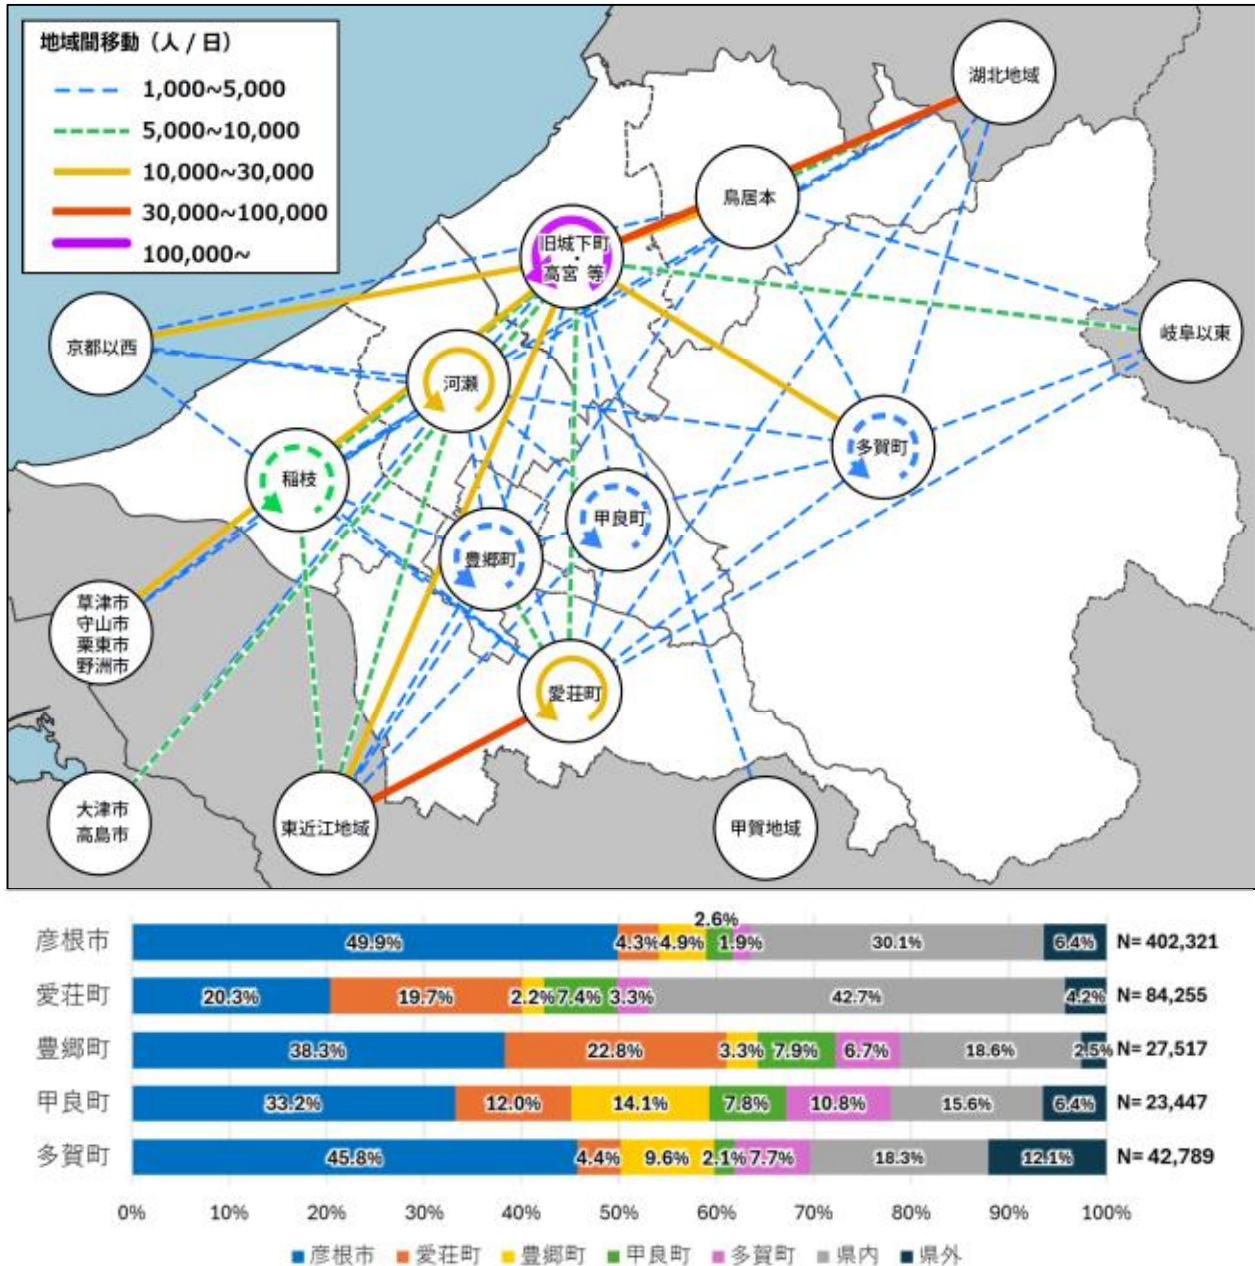 地域間移動（人 / 日）
1,000~5,000
5,000~10,000
10,000~30,000
30,000~100,000
100,000~
湖北地域
鳥居本
旧城下町
・
高宮 等
京都以西
岐阜以東
河瀬
多賀町
稲枝
甲良町
豊郷町
草津市
守山市
栗東市
野洲市
愛荘町
大津市
高島市
東近江地域
甲賀地域
彦根市 49.9% 4.3% 4.9% 2.6% 1.9% 30.1% 6.4% N= 402,321
愛荘町 20.3% 19.7% 2.2% 7.4% 3.3% 42.7% 4.2% N= 84,255
豊郷町 38.3% 22.8% 3.3% 7.9% 6.7% 18.6% 2.5% N= 27,517
甲良町 33.2% 12.0% 14.1% 7.8% 10.8% 15.6% 6.4% N= 23,447
多賀町 45.8% 4.4% 9.6% 2.1% 7.7% 18.3% 12.1% N= 42,789
0% 10% 20% 30% 40% 50% 60% 70% 80% 90% 100%
彦根市 愛荘町 豊郷町 甲良町 多賀町 県内 県外